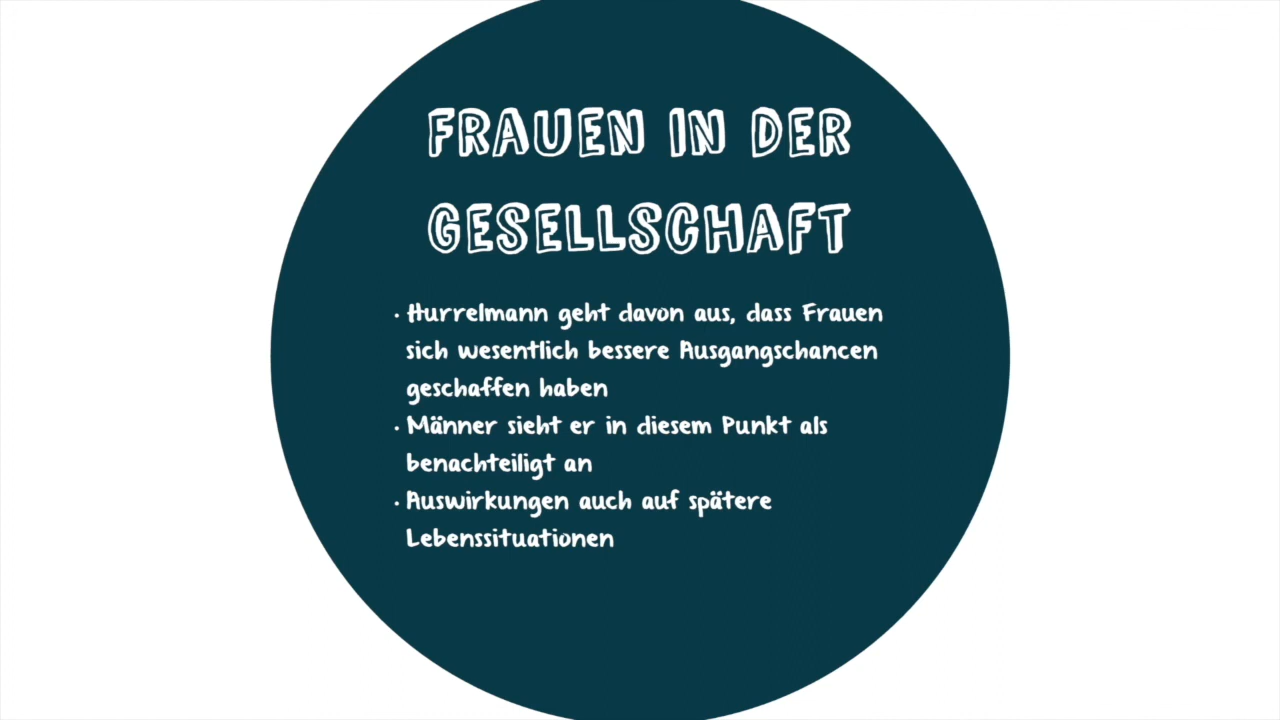 FRAUEN IN DER
GESELLSCHAFT
• Hurrelmann geht davon aus, dass Frauen
sich wesentlich bessere Ausgangschancen
geschaffen haben
• Männer sieht er in diesem Punkt als
benachteiligt an
• Auswirkungen auch auf spätere
Lebenssituationen